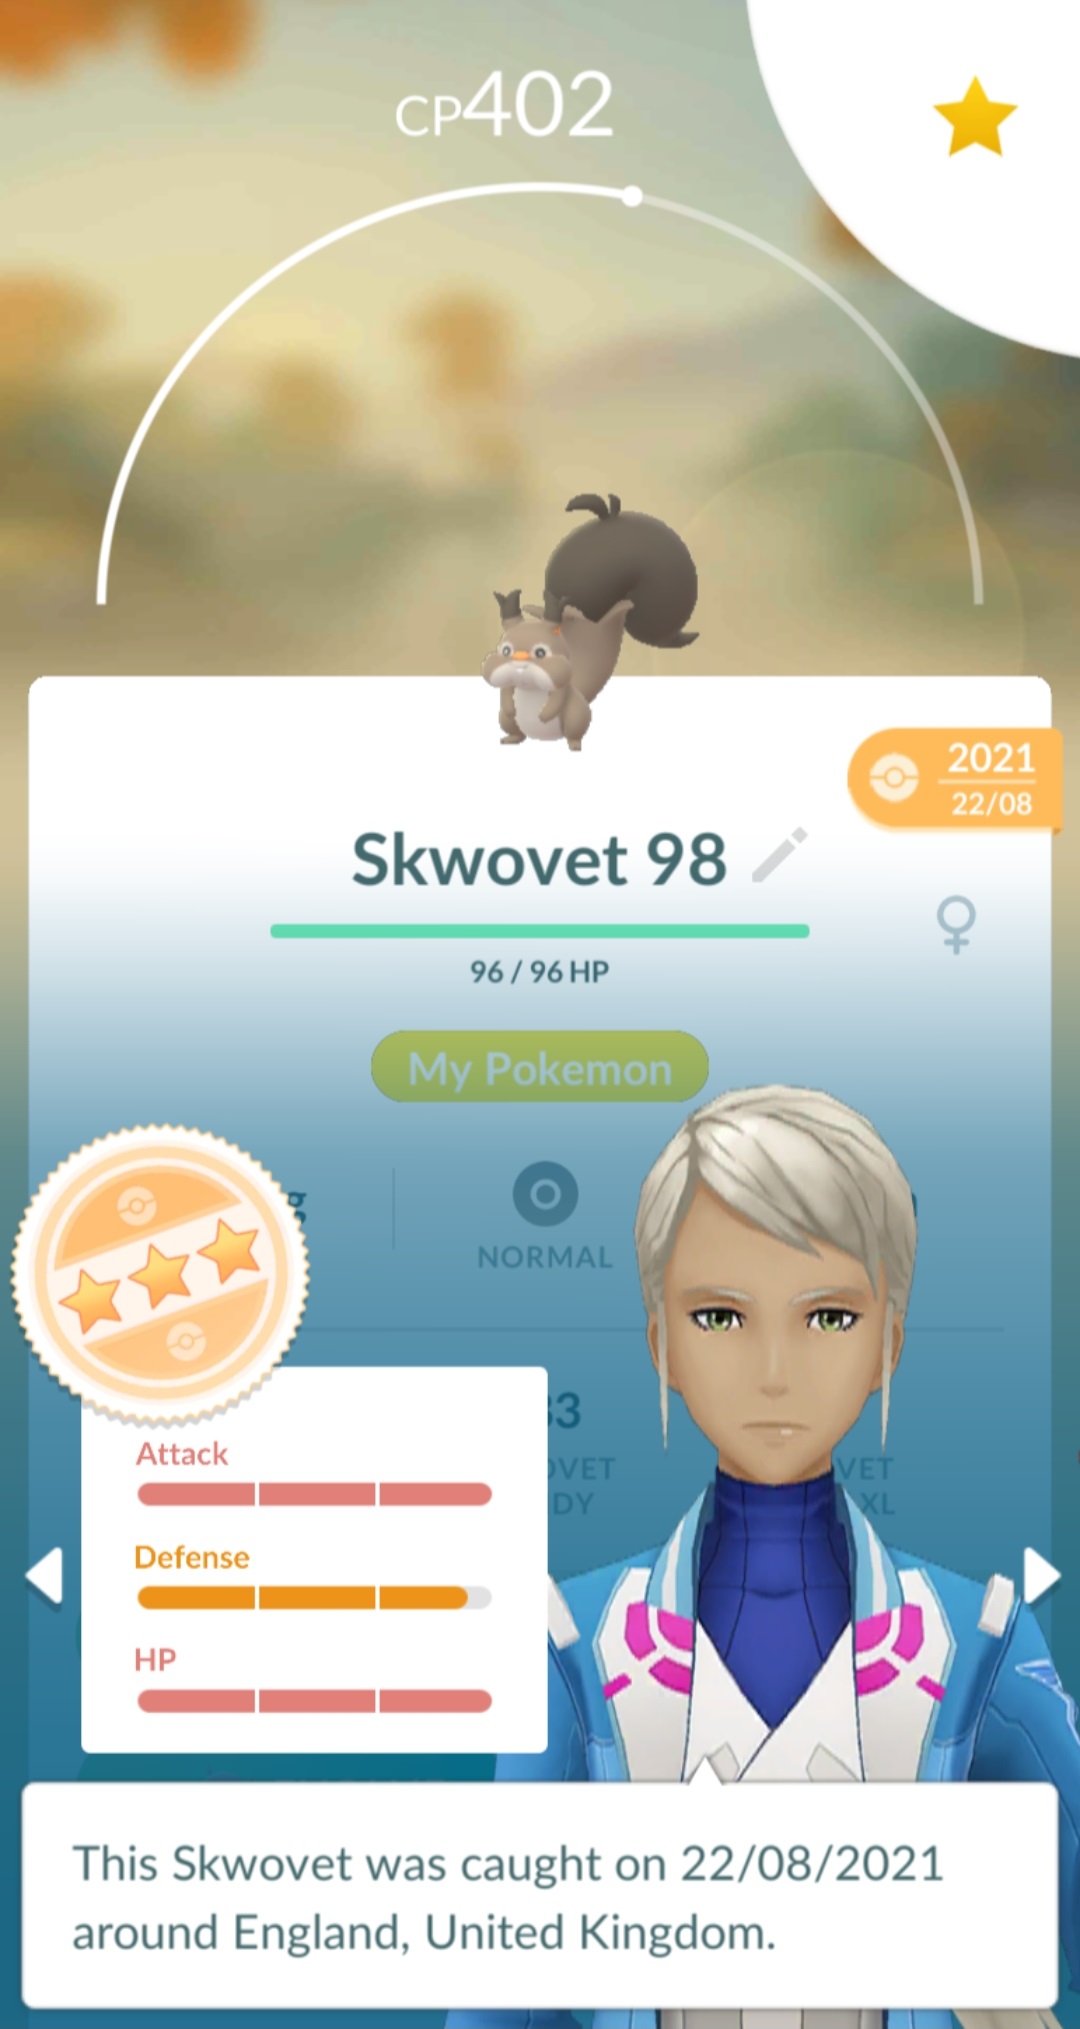 CP402
2021
22/08
Skwovet 98
96 / 96 HP
My Pokemon
NORMAL
Attack
Defense
HP
This Skwovet was caught on 22/08/2021
around England, United Kingdom.